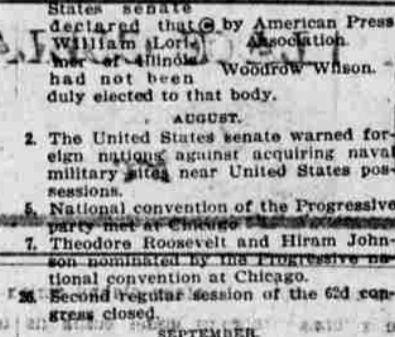 States senate
declared that
William Lori-
mer of Illinois
had not been
duly elected to that body.
© by American Press
Association.
Woodrow Wilson.
AUGUST.
2. The United States senate warned for-
eign nations against acquiring naval
military sites near United States pos-
sessions.
5. National convention of the Progressive
party met at Chicago
7. Theodore Roosevelt and Hiram John-
son nominated by the Progressive na-
tional convention at Chicago.
26. Second regular session of the 62d con-
gress closed.
SEPTEMBER.